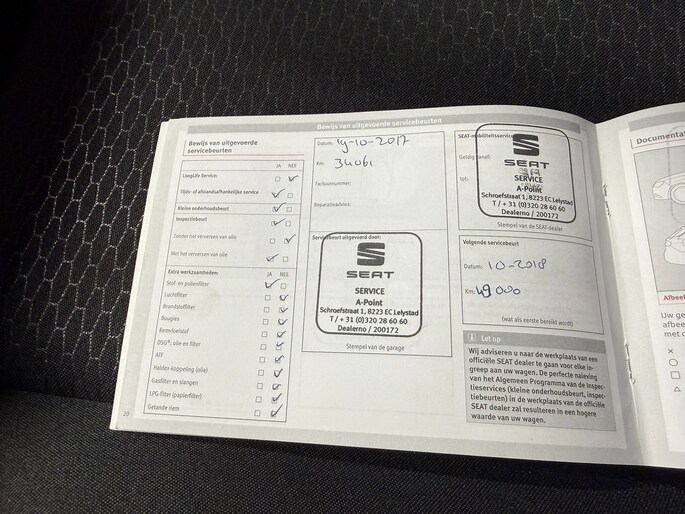 Bewijs van uitgevoerde servicebeurten
Bewijs van uitgevoerde
servicebeurten
JA NEE
LongLife Service:
Tijds- of afstandsafhankelijke service
Kleine onderhoudsbeurt
Inspectiebeurt
Zonder het verversen van olie
Met het verversen van olie
Extra werkzaamheden:
JA NEE
Stof- en pollenfilter
Luchtfilter
Brandstoffilter
Bougies
Remvloeistof
DSG®: olie en filter
ATF
Haldex-koppeling (olie)
Gasfilter en slangen
LPG-filter (papierfilter)
Getande riem
20
Datum: 19-10-2017
Km: 34061
Factuurnummer:
Reparatieadvies:
Servicebeurt uitgevoerd door:
SEAT
SERVICE
A-Point
Schroefstraat 1, 8223 EC Lelystad
T / + 31 (0)320 28 60 60
Dealerno / 200172
Stempel van de garage
SEAT-mobiliteitsservice
Geldig vanaf:
tot:
SEAT
SERVICE
A-Point
Schroefstraat 1, 8223 EC Lelystad
T / + 31 (0)320 28 60 60
Dealerno / 200172
Stempel van de SEAT-dealer
Volgende servicebeurt
Datum: 10-2018
Km: 49 000
(wat als eerste bereikt wordt)
i Let op
Wij adviseren u naar de werkplaats van een
officiële SEAT dealer te gaan voor elke in-
greep aan uw wagen. De perfecte naleving
van het Algemeen Programma van de inspec-
tieservices (kleine onderhoudsbeurt, inspec-
tiebeurten) in de werkplaats van de officiële
SEAT dealer zal resulteren in een hogere
waarde van uw wagen.
Documentat
Afbeel
Uw ge
afbee
met d